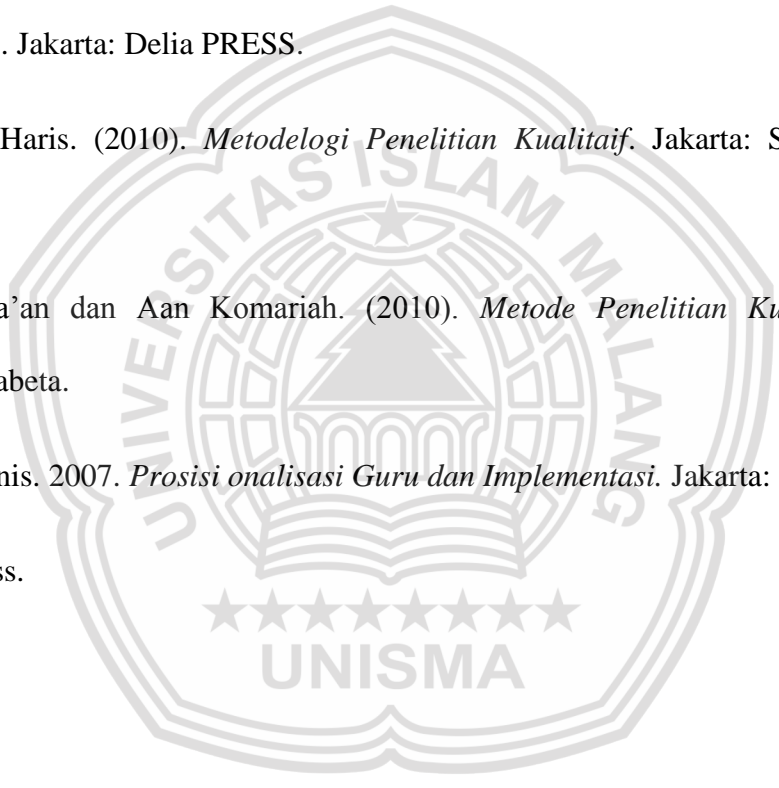 . Jakarta: Delia PRESS.
Haris. (2010). Metodelogi Penelitian Kualitaif. Jakarta: S
a'an dan Aan Komariah. (2010). Metode Penelitian Ku
abeta.
nis. 2007. Prosisi onalisasi Guru dan Implementasi. Jakarta:
ss.
UNIVERSITAS ISLAM MALANG
UNISMA